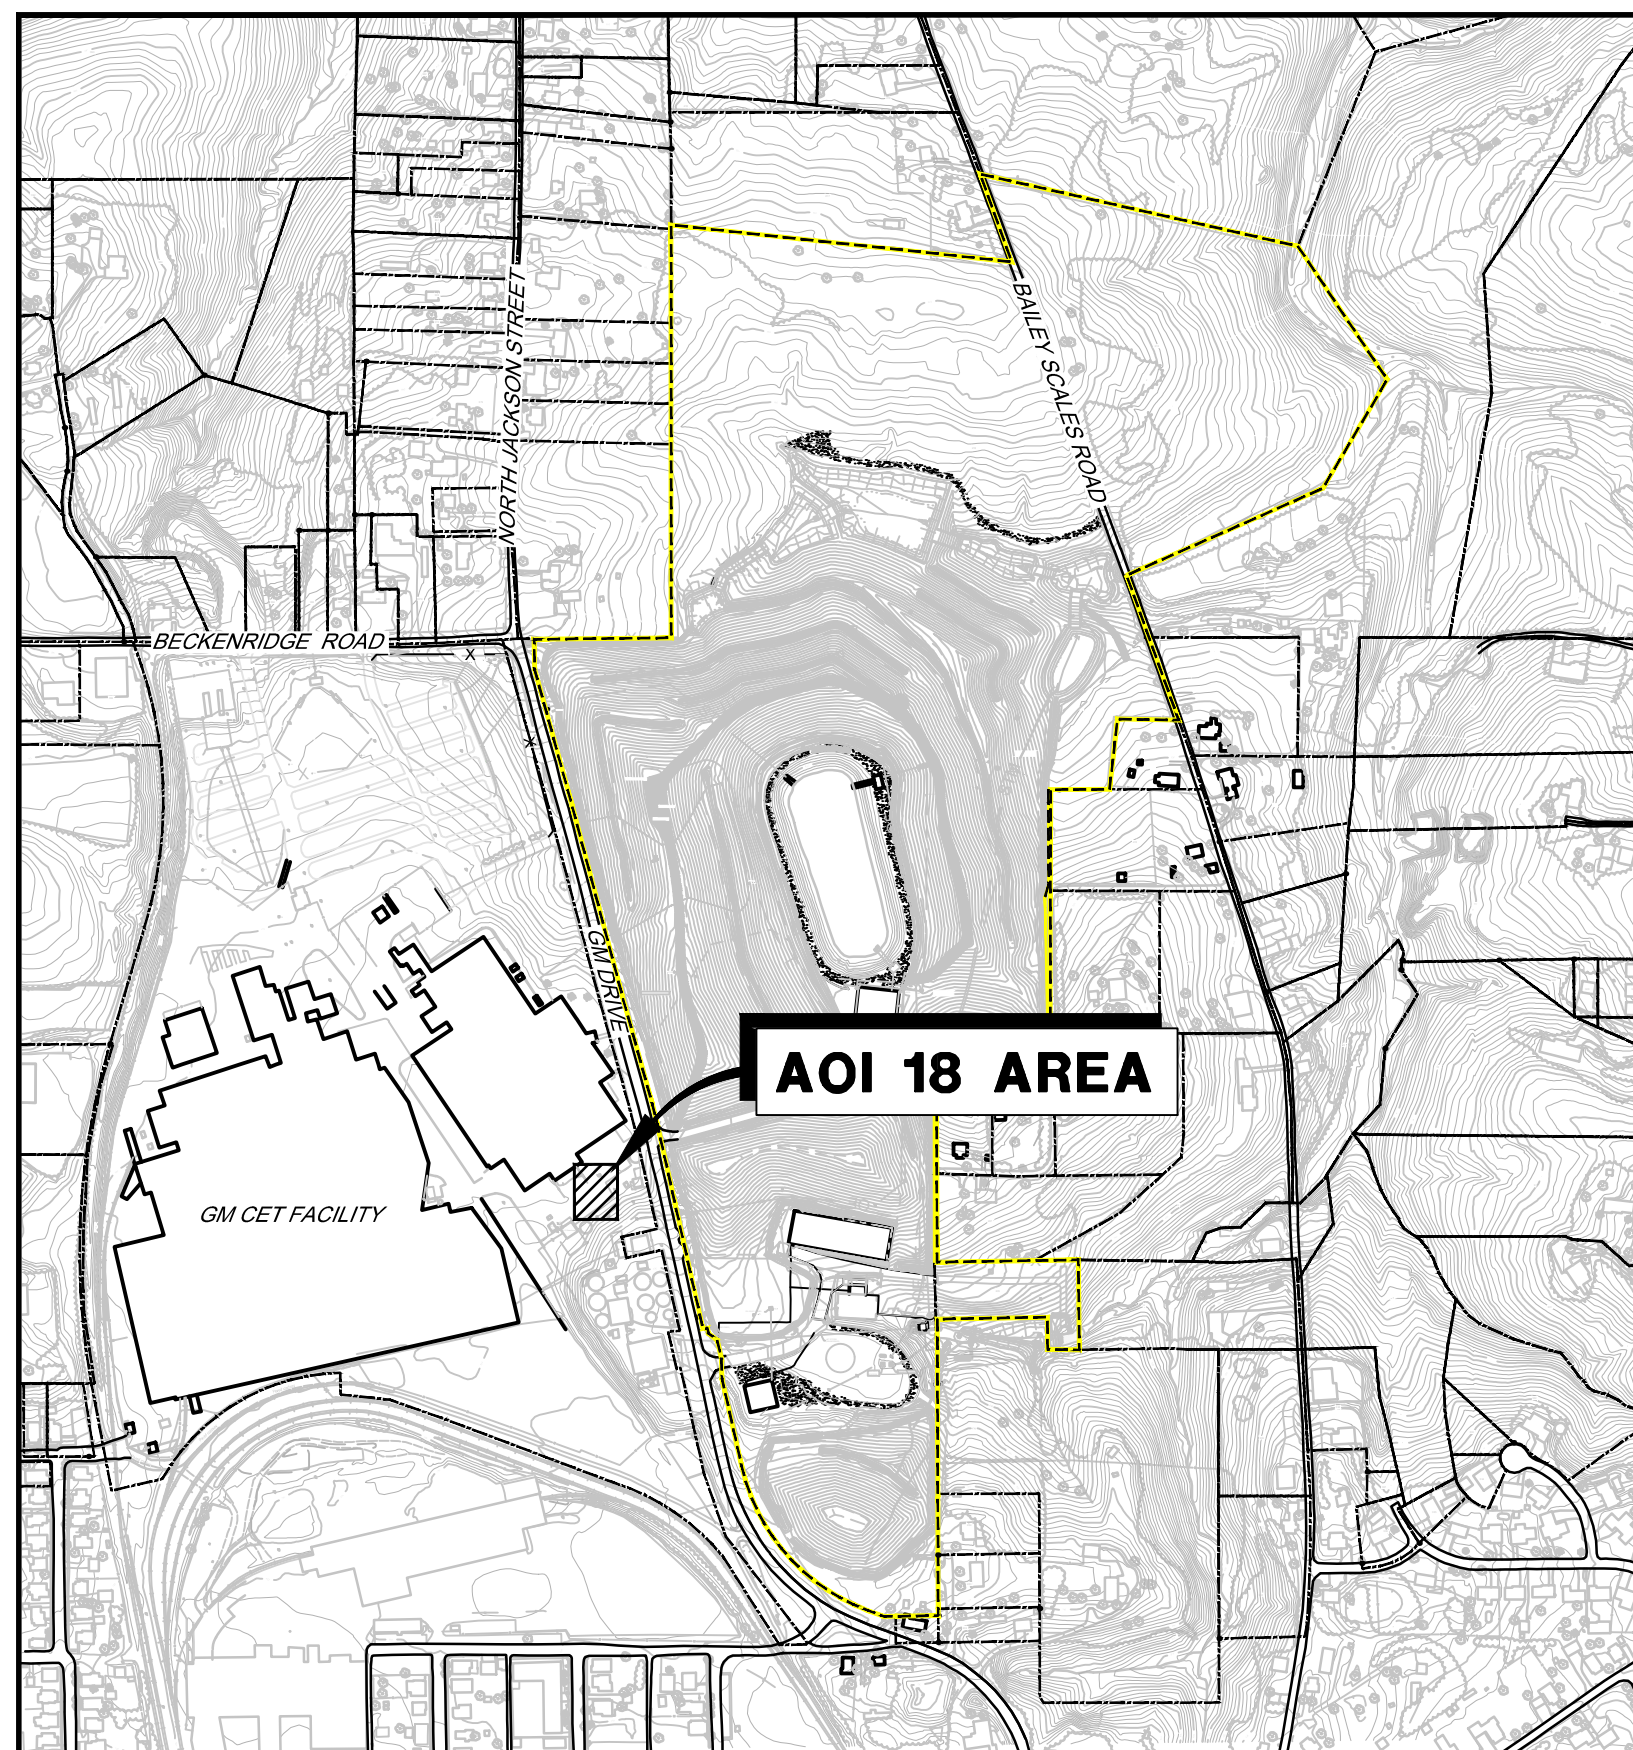 NORTH JACKSON STREET
BAILEY SCALES ROAD
BECKENRIDGE ROAD
X
X
GM DRIVE
AOI 18 AREA
GM CET FACILITY